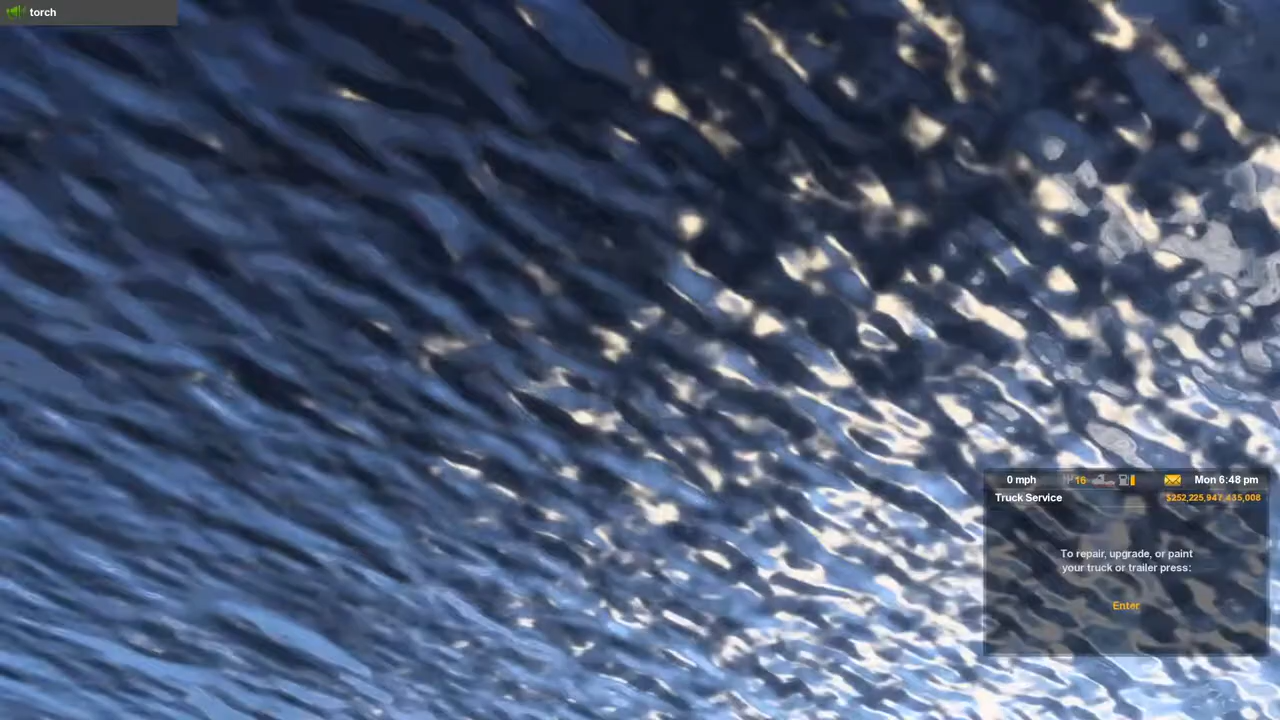 torch
0 mph 16 Mon 6:48 pm
Truck Service $252,225,947,435,008
To repair, upgrade, or paint
your truck or trailer press:
Enter